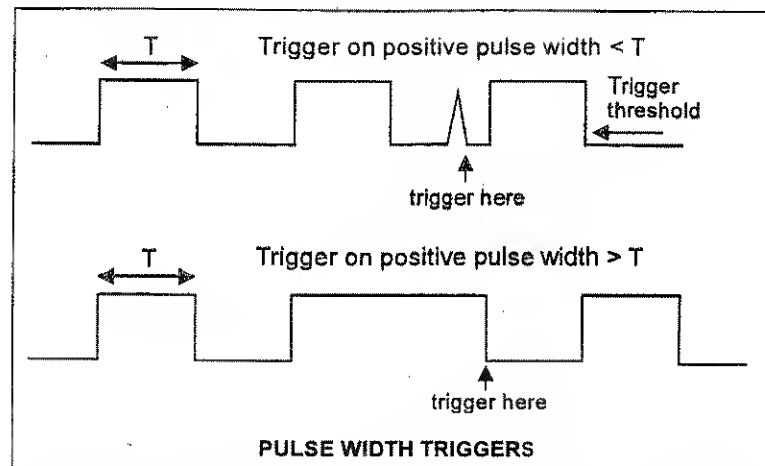 T
Trigger on positive pulse width < T
Trigger
threshold
trigger here
T
Trigger on positive pulse width > T
trigger here
PULSE WIDTH TRIGGERS